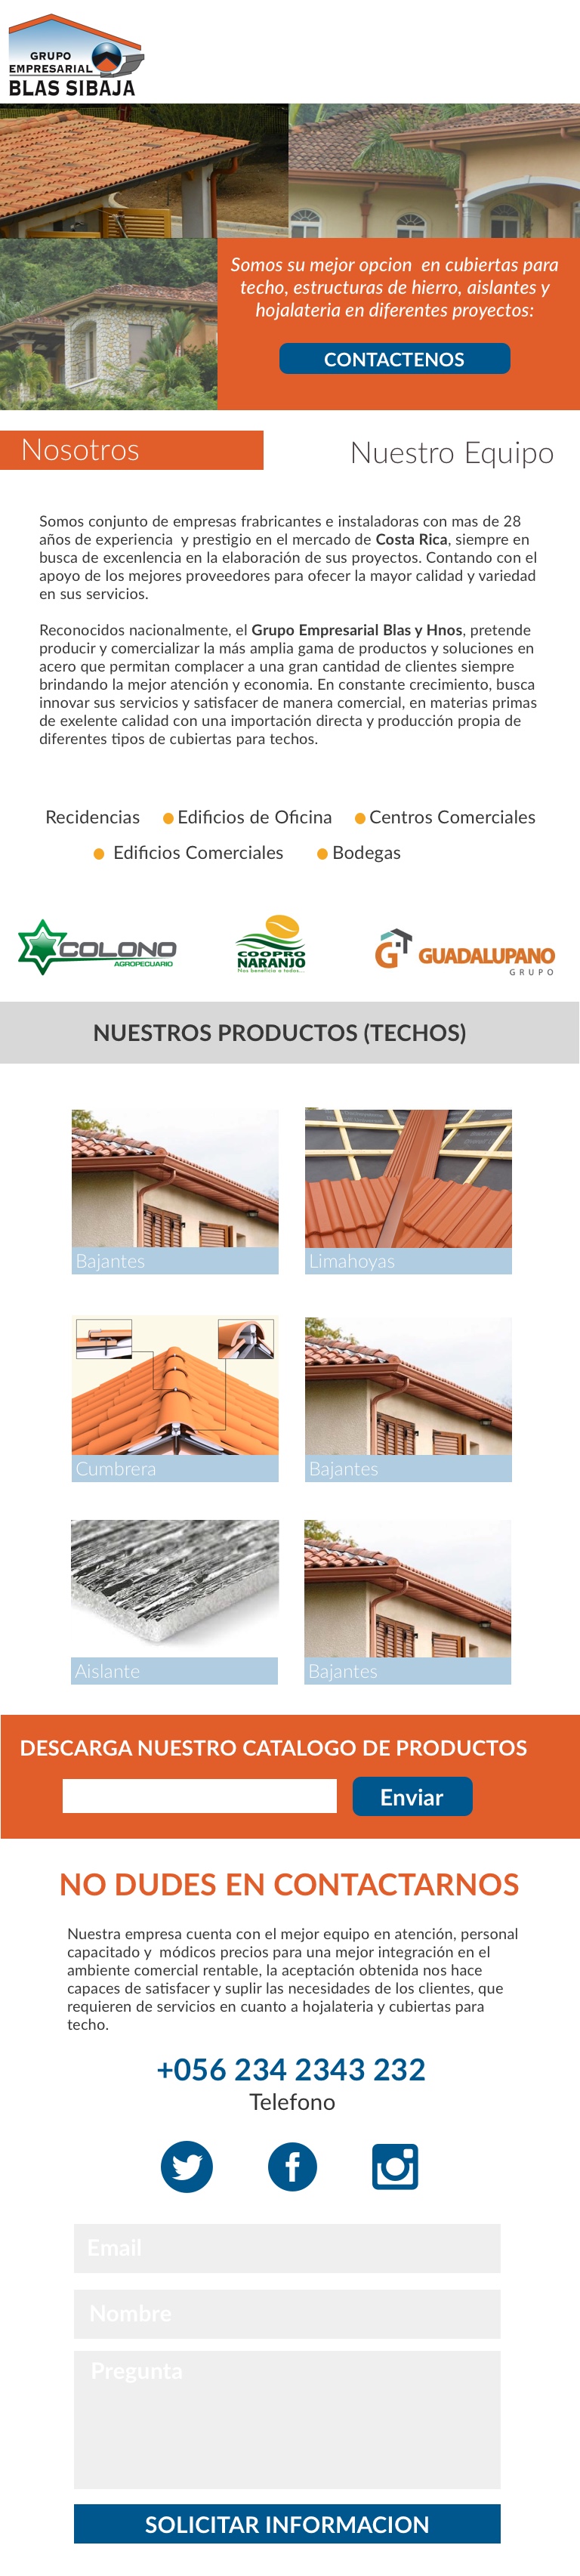 GRUPO
EMPRESARIAL
BLAS SIBAJA
Somos su mejor opcion en cubiertas para
techo, estructuras de hierro, aislantes y
hojalateria en diferentes proyectos:
CONTACTENOS
Nosotros
Nuestro Equipo
Somos conjunto de empresas frabricantes e instaladoras con mas de 28
años de experiencia y prestigio en el mercado de Costa Rica, siempre en
busca de excenlencia en la elaboración de sus proyectos. Contando con el
apoyo de los mejores proveedores para ofecer la mayor calidad y variedad
en sus servicios.
Reconocidos nacionalmente, el Grupo Empresarial Blas y Hnos, pretende
producir y comercializar la más amplia gama de productos y soluciones en
acero que permitan complacer a una gran cantidad de clientes siempre
brindando la mejor atención y economia. En constante crecimiento, busca
innovar sus servicios y satisfacer de manera comercial, en materias primas
de exelente calidad con una importación directa y producción propia de
diferentes tipos de cubiertas para techos.
Recidencias Edificios de Oficina Centros Comerciales
Edificios Comerciales Bodegas
COLONO
AGROPECUARIO
COOPRO
NARANJO
Nos beneficia a todos...
G
GUADALUPANO
GRUPO
NUESTROS PRODUCTOS (TECHOS)
Bajantes
Limahoyas
Cumbrera
Bajantes
Aislante
Bajantes
DESCARGA NUESTRO CATALOGO DE PRODUCTOS
Enviar
NO DUDES EN CONTACTARNOS
Nuestra empresa cuenta con el mejor equipo en atención, personal
capacitado y módicos precios para una mejor integración en el
ambiente comercial rentable, la aceptación obtenida nos hace
capaces de satisfacer y suplir las necesidades de los clientes, que
requieren de servicios en cuanto a hojalateria y cubiertas para
techo.
+056 234 2343 232
Telefono
Email
Nombre
Pregunta
SOLICITAR INFORMACION